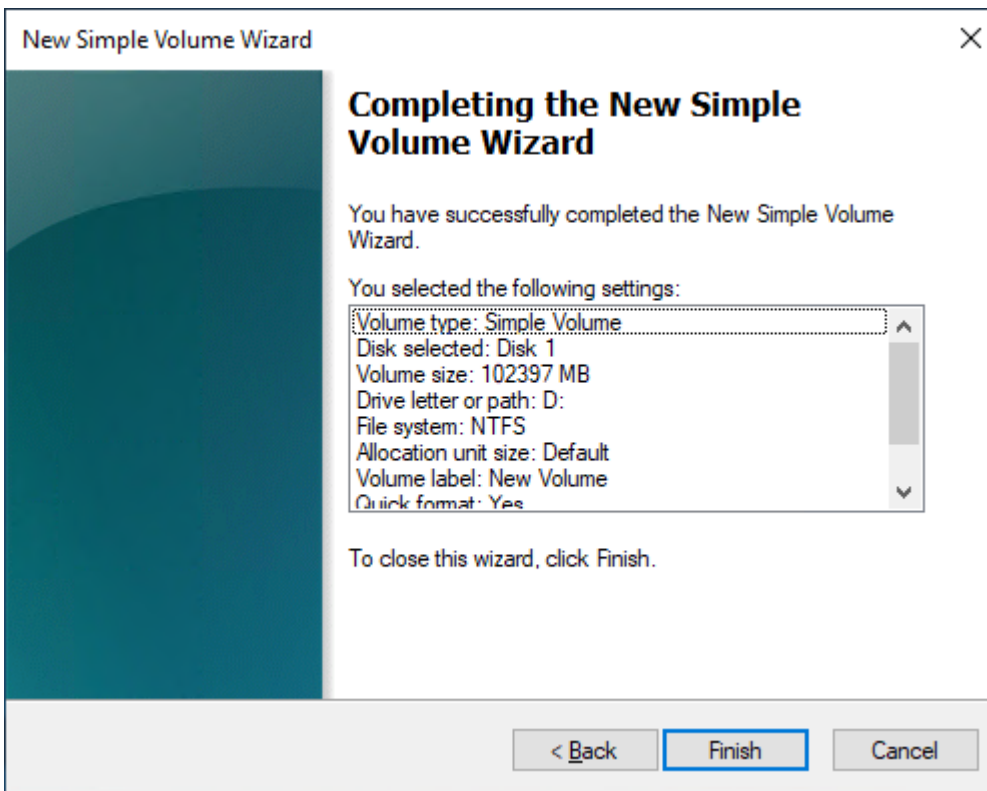 New Simple Volume Wizard
Completing the New Simple
Volume Wizard
You have successfully completed the New Simple Volume
Wizard.
You selected the following settings:
Volume type: Simple Volume
Disk selected: Disk 1
Volume size: 102397 MB
Drive letter or path: D:
File system: NTFS
Allocation unit size: Default
Volume label: New Volume
Quick format: Yes
To close this wizard, click Finish.
< Back
Finish
Cancel